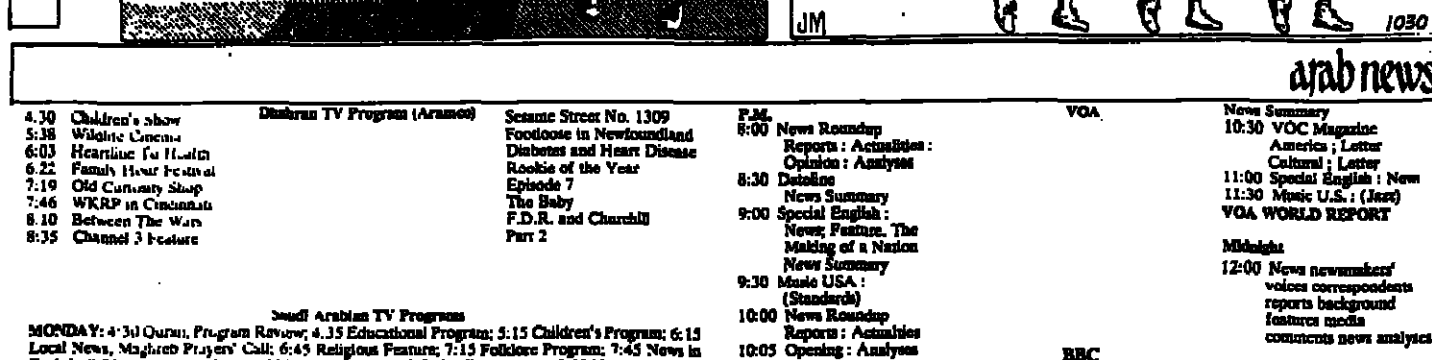 JM
1030
arab news
Dhahran TV Program (Aramco)
4.30 Children's Show Sesame Street No. 1309
5:38 Wildlife Cinema Footloose in Newfoundland
6:03 Heartline To Health Diabetes and Heart Disease
6.22 Family Hour Festival Rookie of the Year
7:19 Old Curiosity Shop Episode 7
7:46 WKRP in Cincinnati The Baby
8.10 Between The Wars F.D.R. and Churchill
8:35 Channel 3 Feature Part 2
Saudi Arabian TV Programs
MONDAY: 4:30 Quran, Program Review; 4.35 Educational Program; 5:15 Children's Program; 6:15
Local News, Maghreb Prayers' Call; 6:45 Religious Feature; 7:15 Folklore Program; 7:45 News in
VOA
P.M.
8:00 News Roundup
Reports : Actualities :
Opinion : Analyses
8:30 Dateline
News Summary
9:00 Special English :
News; Feature, The
Making of a Nation
News Summary
9:30 Music USA :
(Standards)
10:00 News Roundup
Reports : Actualities
10:05 Opening : Analyses
News Summary
10:30 VOC Magazine
America ; Letter
Cultural ; Letter
11:00 Special English : New
11:30 Music U.S. : (Jazz)
VOA WORLD REPORT
Midnight
12:00 News newsmakers'
voices correspondents
reports background
features media
comments news analysis
BBC